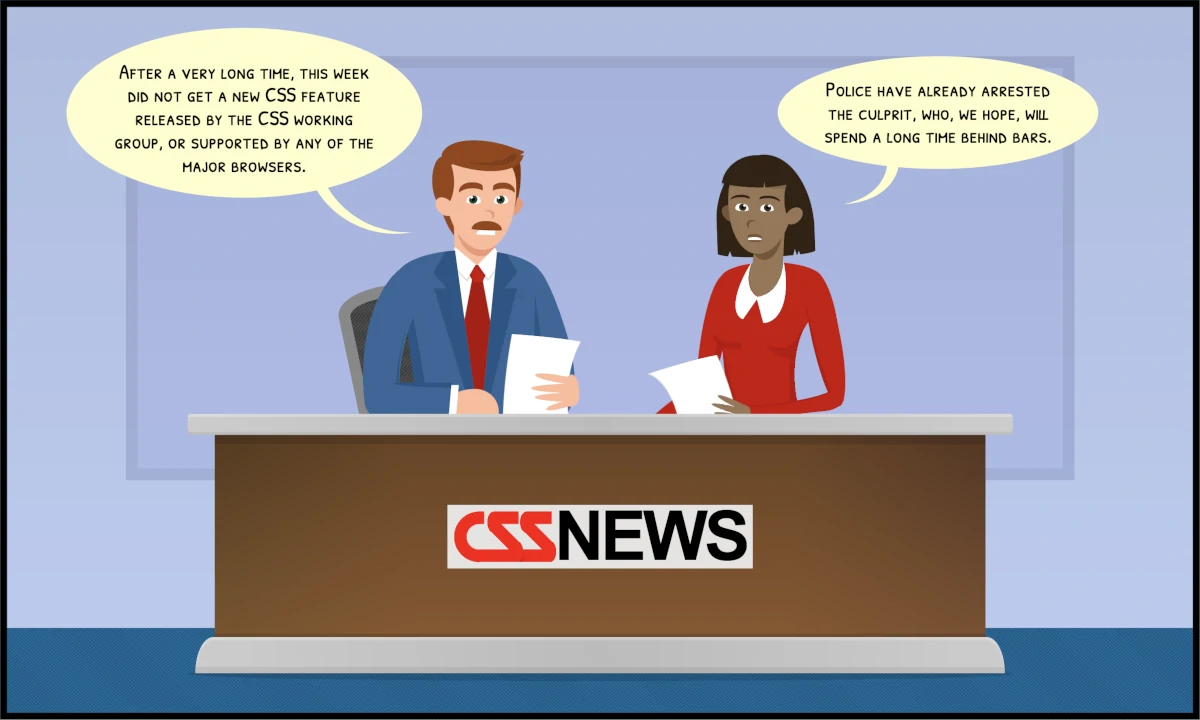 After a very long time, this week
did not get a new CSS feature
released by the CSS working
group, or supported by any of the
major browsers.
Police have already arrested
the culprit, who, we hope, will
spend a long time behind bars.
CSSNEWS